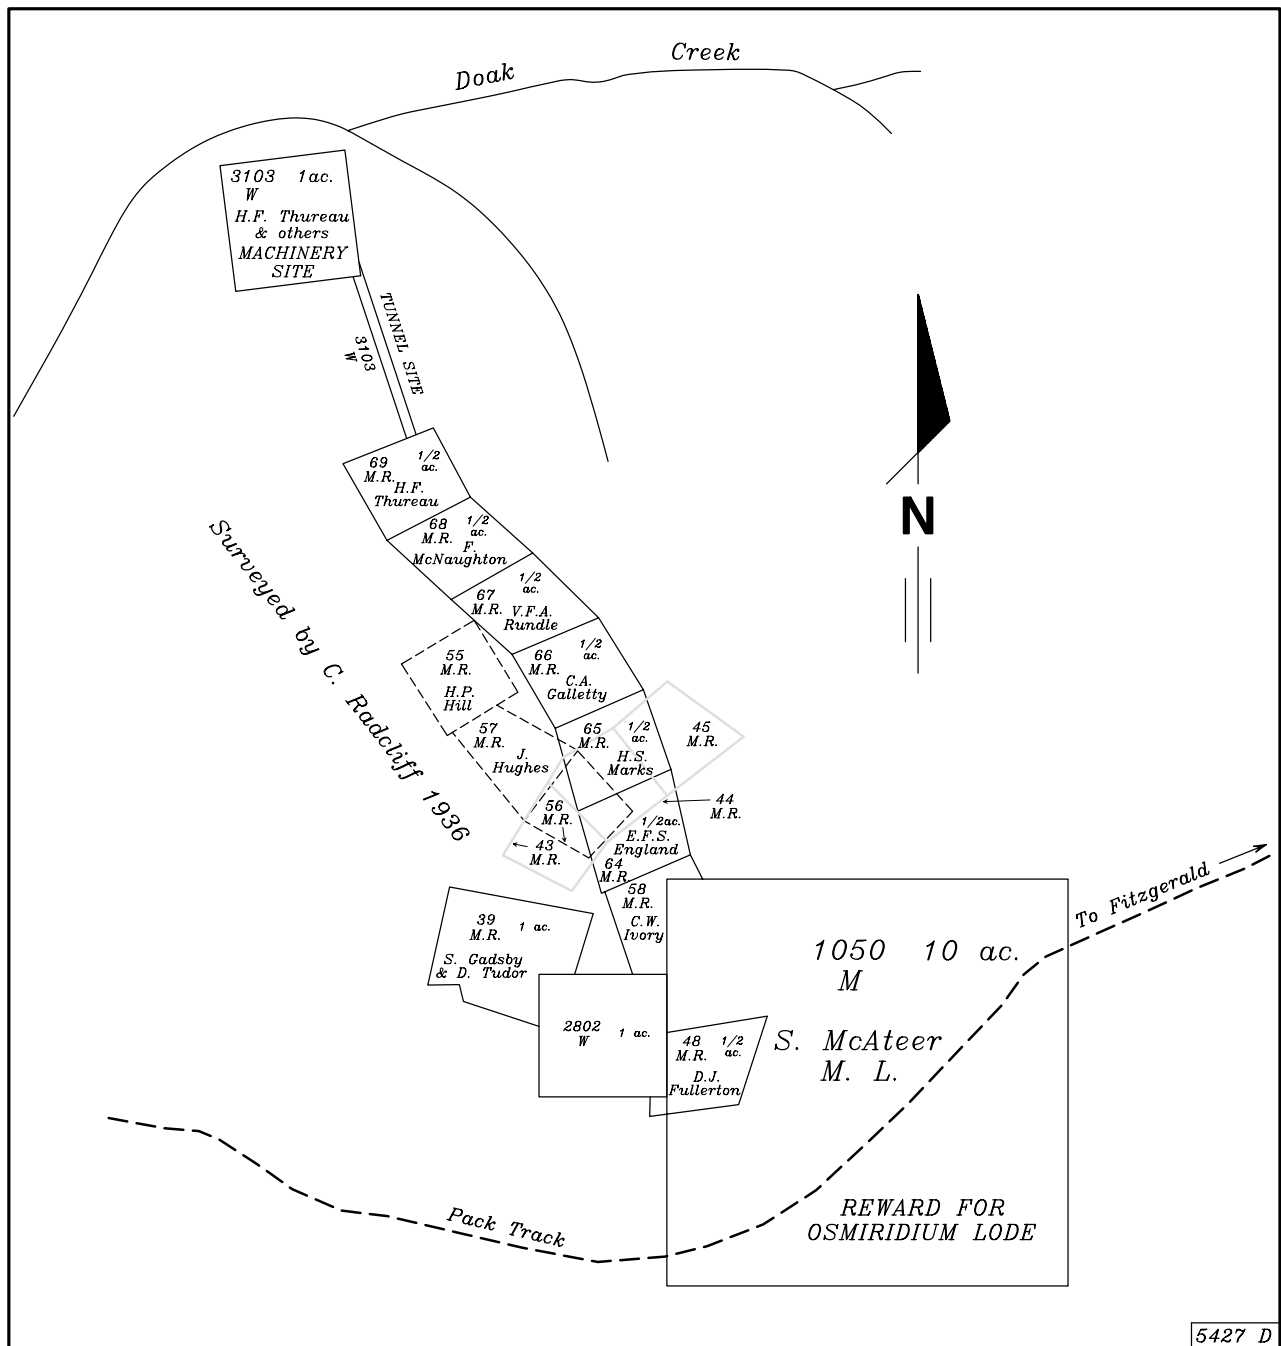 Doak Creek
3103 1ac.
W
H.F. Thureau
& others
MACHINERY
SITE
TUNNEL SITE
3103
W
69 1/2
M.R. ac.
H.F.
Thureau
68 1/2
M.R. ac.
F.
McNaughton
67 1/2
M.R. ac.
V.F.A.
Rundle
66 1/2
M.R. ac.
C.A.
Galletty
65 1/2
M.R. ac.
H.S.
Marks
N
Surveyed by C. Radcliff 1936
55
M.R.
H.P.
Hill
57
M.R.
J.
Hughes
45
M.R.
44
M.R.
56
M.R.
43
M.R.
1/2ac.
E.F.S.
England
64
M.R.
58
M.R.
C.W.
Ivory
39 1 ac.
M.R.
S. Gadsby
& D. Tudor
2802 1 ac.
W
48 1/2
M.R. ac.
D.J.
Fullerton
1050 10 ac.
M
S. McAteer
M. L.
To Fitzgerald
Pack Track
REWARD FOR
OSMIRIDIUM LODE
5427 D